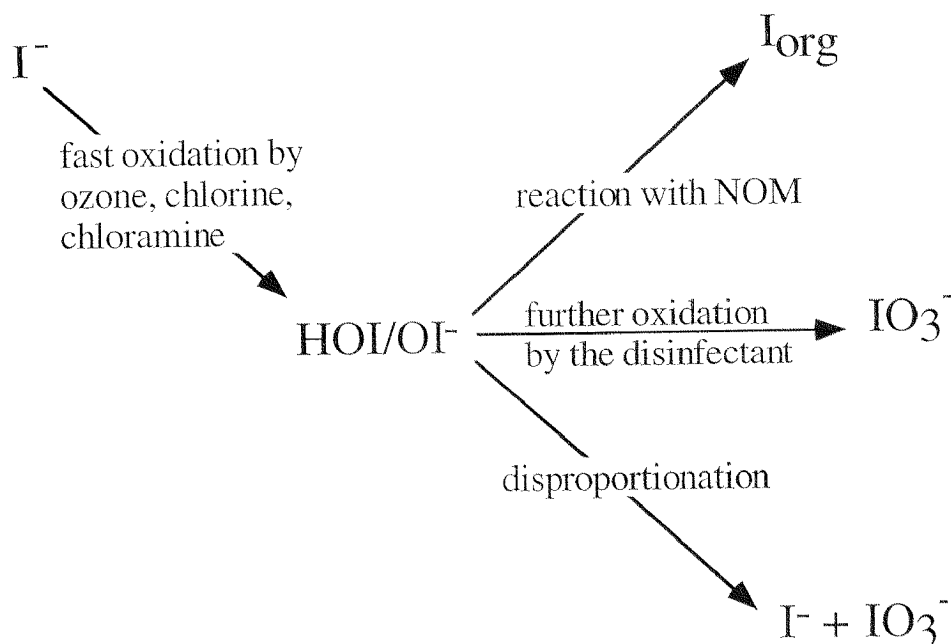 I⁻
fast oxidation by
ozone, chlorine,
chloramine
HOI/OI⁻
I_org
reaction with NOM
further oxidation
by the disinfectant
IO₃⁻
disproportionation
I⁻ + IO₃⁻